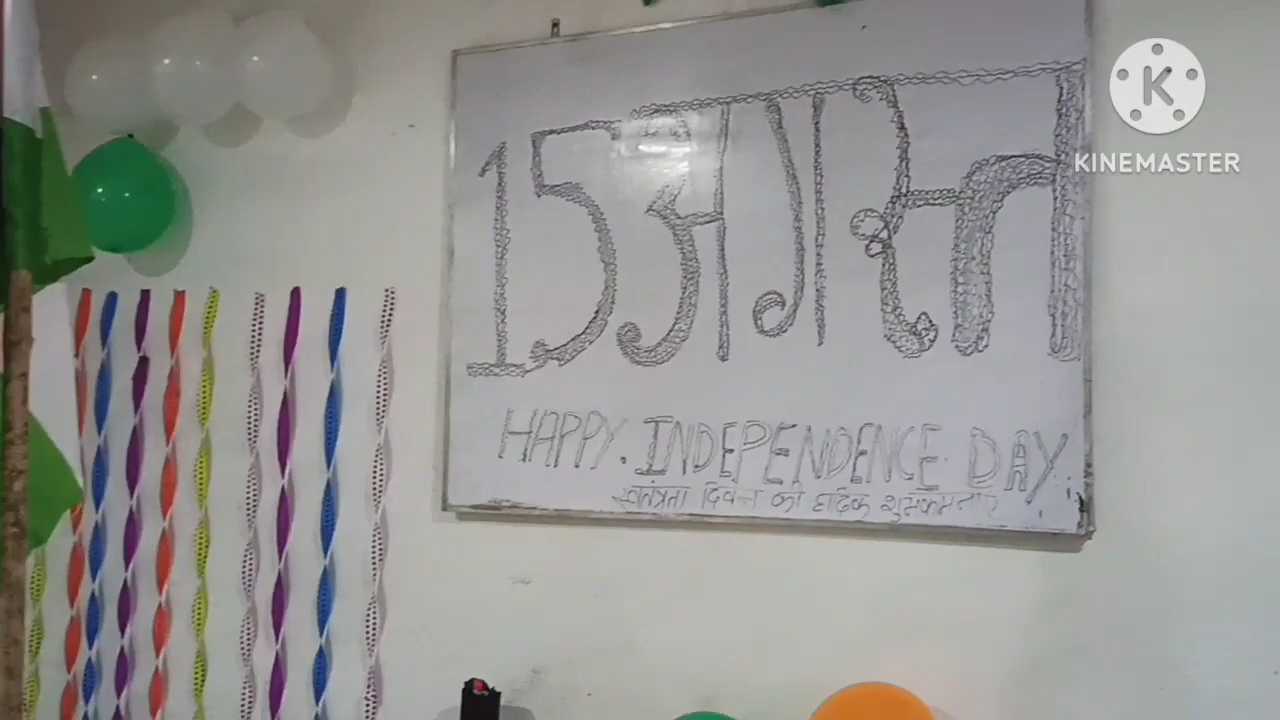 15 अगस्त
HAPPY. INDEPENDENCE. DAY.
स्वतंत्रता दिवस की हार्दिक शुभकामनाएं
KINEMASTER